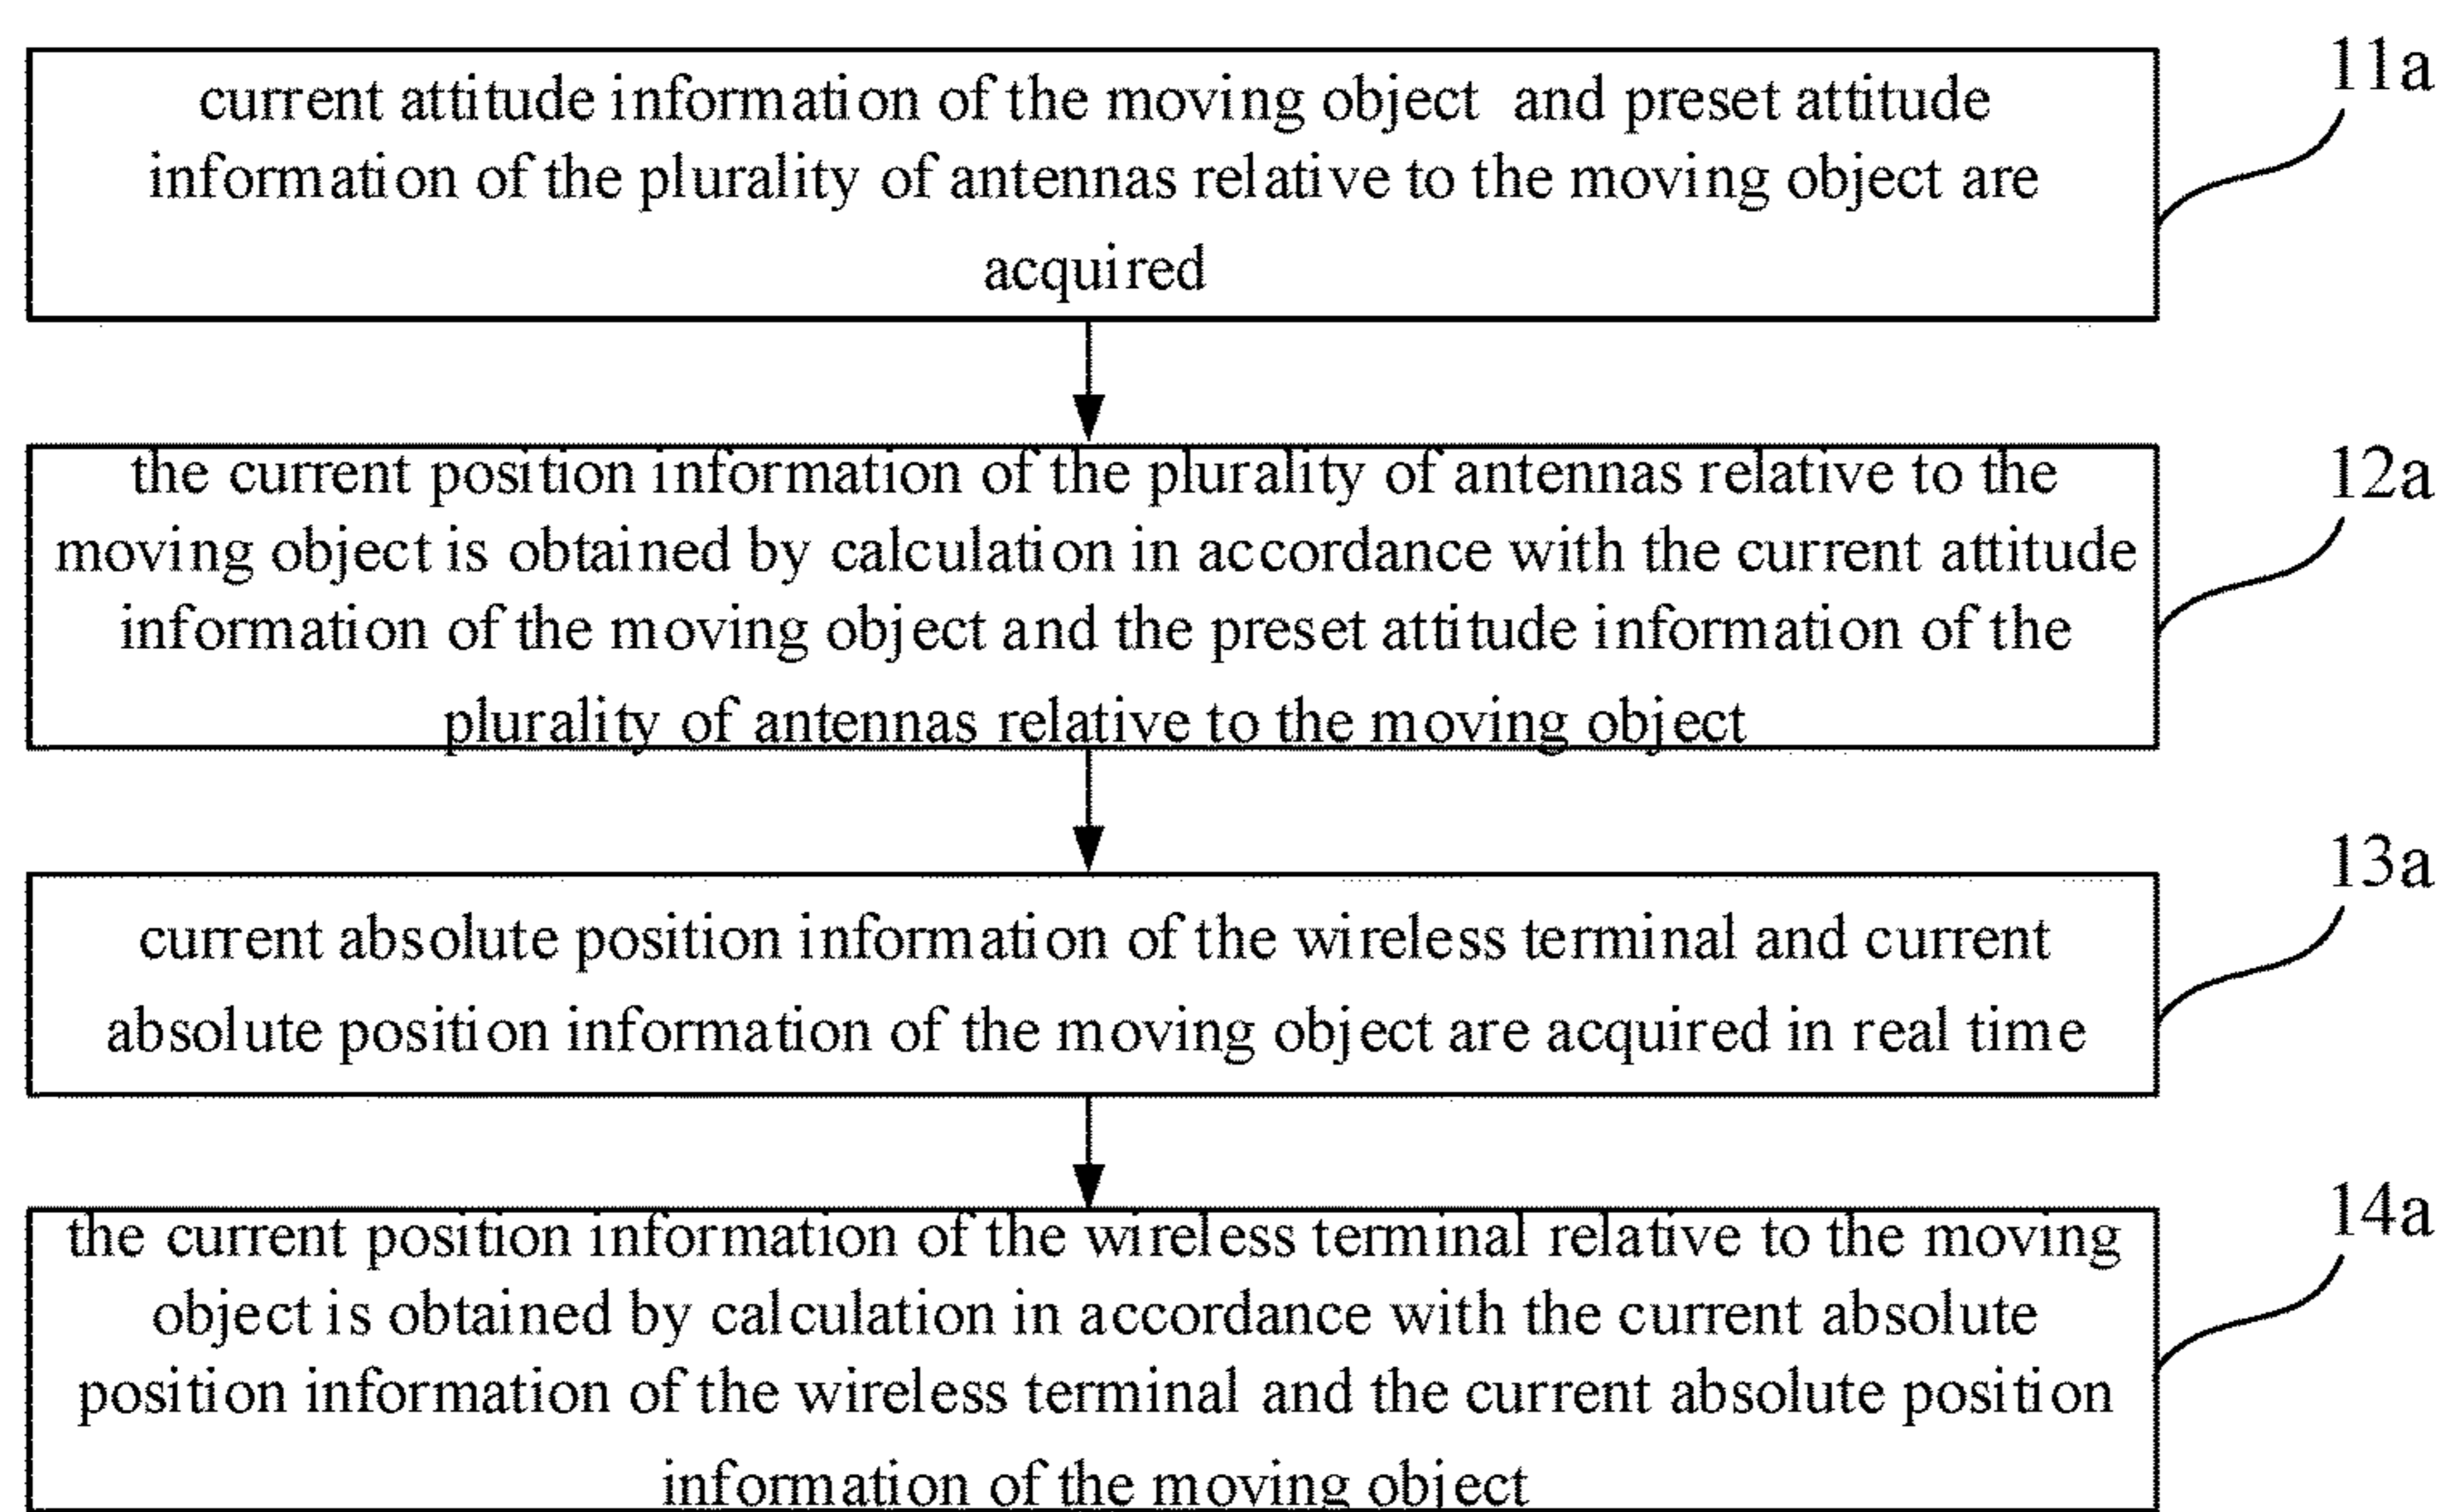 current attitude information of the moving object and preset attitude
information of the plurality of antennas relative to the moving object are
acquired
11a
the current position information of the plurality of antennas relative to the
moving object is obtained by calculation in accordance with the current attitude
information of the moving object and the preset attitude information of the
plurality of antennas relative to the moving object
12a
current absolute position information of the wireless terminal and current
absolute position information of the moving object are acquired in real time
13a
the current position information of the wireless terminal relative to the moving
object is obtained by calculation in accordance with the current absolute
position information of the wireless terminal and the current absolute position
information of the moving object
14a